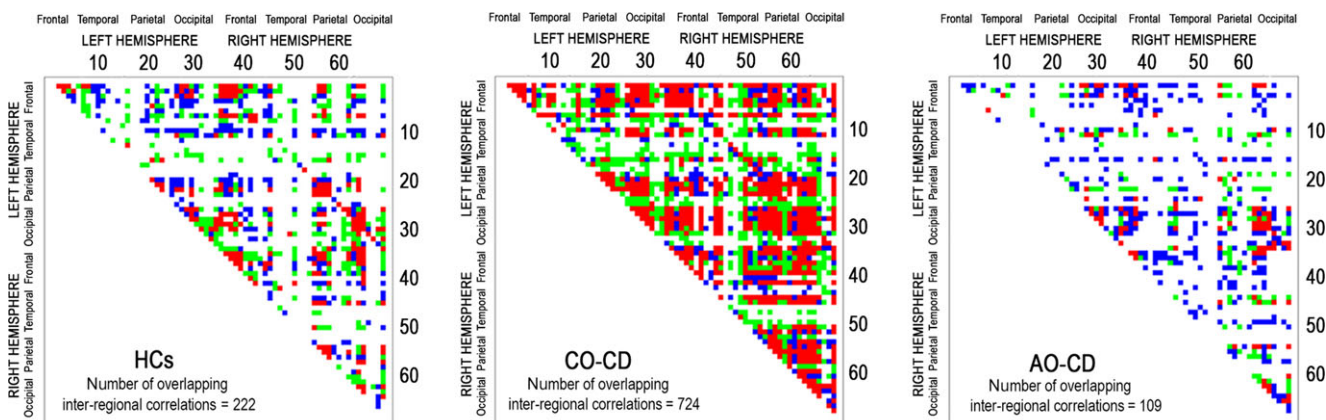 Frontal Temporal Parietal Occipital Frontal Temporal Parietal Occipital
LEFT HEMISPHERE RIGHT HEMISPHERE
10 20 30 40 50 60
LEFT HEMISPHERE
Frontal Temporal Parietal Occipital
RIGHT HEMISPHERE
Frontal Temporal Parietal Occipital
10
20
30
40
50
60
HCs
Number of overlapping
inter-regional correlations = 222
Frontal Temporal Parietal Occipital Frontal Temporal Parietal Occipital
LEFT HEMISPHERE RIGHT HEMISPHERE
10 20 30 40 50 60
LEFT HEMISPHERE
Frontal Temporal Parietal Occipital
RIGHT HEMISPHERE
Frontal Temporal Parietal Occipital
10
20
30
40
50
60
CO-CD
Number of overlapping
inter-regional correlations = 724
Frontal Temporal Parietal Occipital Frontal Temporal Parietal Occipital
LEFT HEMISPHERE RIGHT HEMISPHERE
10 20 30 40 50 60
LEFT HEMISPHERE
Frontal Temporal Parietal Occipital
RIGHT HEMISPHERE
Frontal Temporal Parietal Occipital
10
20
30
40
50
60
AO-CD
Number of overlapping
inter-regional correlations = 109